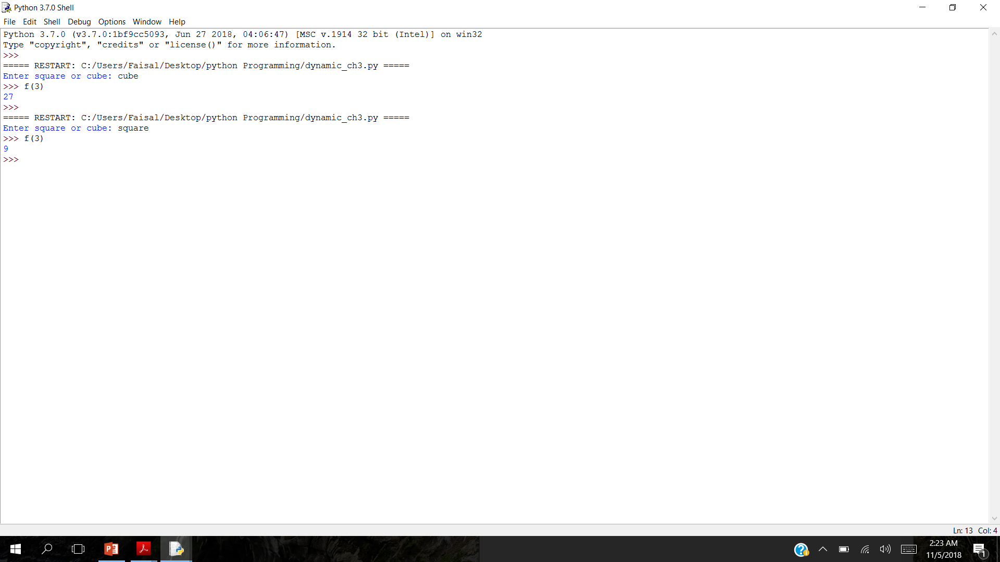 Python 3.7.0 Shell
File Edit Shell Debug Options Window Help
Python 3.7.0 (v3.7.0:1bf9cc5093, Jun 27 2018, 04:06:47) [MSC v.1914 32 bit (Intel)] on win32
Type "copyright", "credits" or "license()" for more information.
>>>
===== RESTART: C:/Users/Faisal/Desktop/python Programming/dynamic_ch3.py =====
Enter square or cube: cube
>>> f(3)
27
>>>
===== RESTART: C:/Users/Faisal/Desktop/python Programming/dynamic_ch3.py =====
Enter square or cube: square
>>> f(3)
9
>>>
Ln: 13 Col: 4
2:23 AM
11/5/2018
1